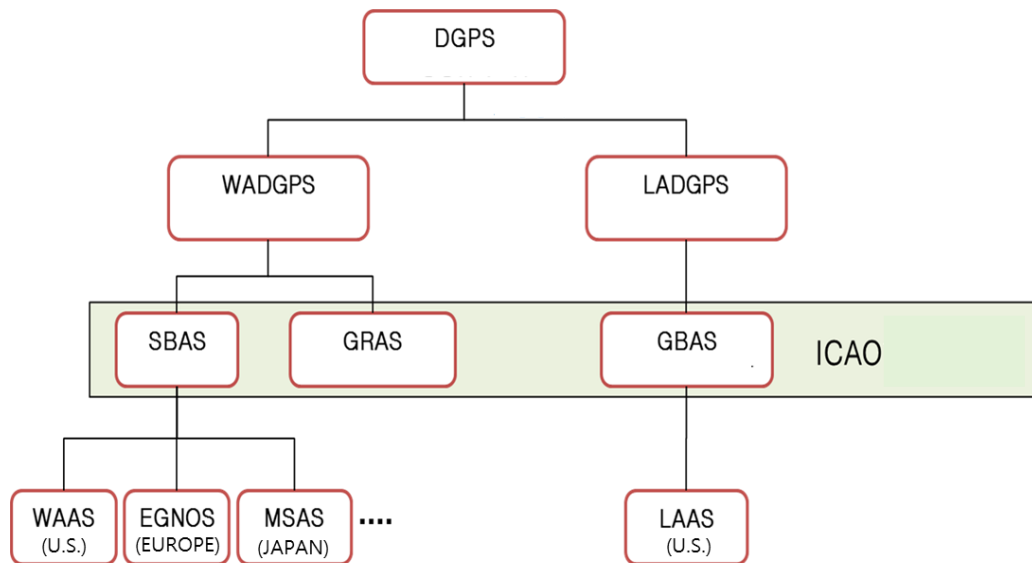 DGPS
WADGPS
LADGPS
SBAS
GRAS
GBAS
ICAO
WAAS
(U.S.)
EGNOS
(EUROPE)
MSAS
(JAPAN)
....
LAAS
(U.S.)